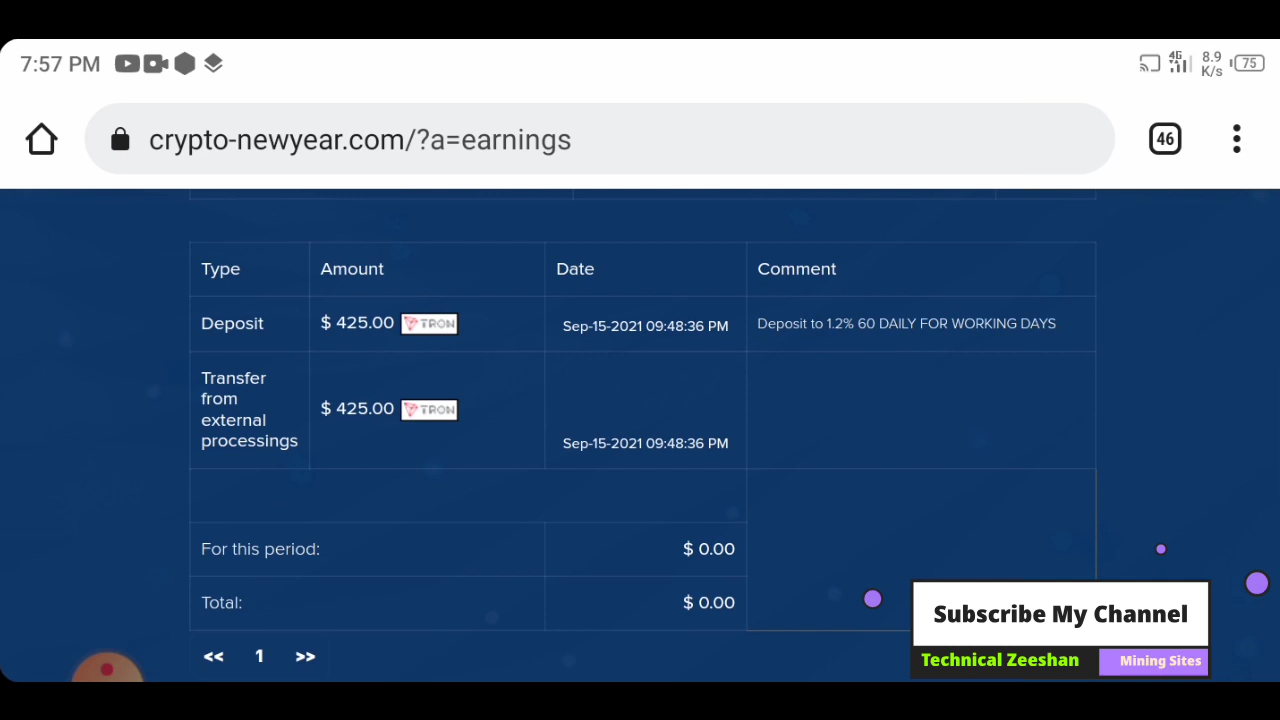 7:57 PM
4G 8.9 K/s 75
crypto-newyear.com/?a=earnings
46
Type Amount Date Comment
Deposit $ 425.00 TRON Sep-15-2021 09:48:36 PM Deposit to 1.2% 60 DAILY FOR WORKING DAYS
Transfer
from
external
processings
$ 425.00 TRON
Sep-15-2021 09:48:36 PM
For this period: $ 0.00
Total: $ 0.00
<< 1 >>
Subscribe My Channel
Technical Zeeshan Mining Sites